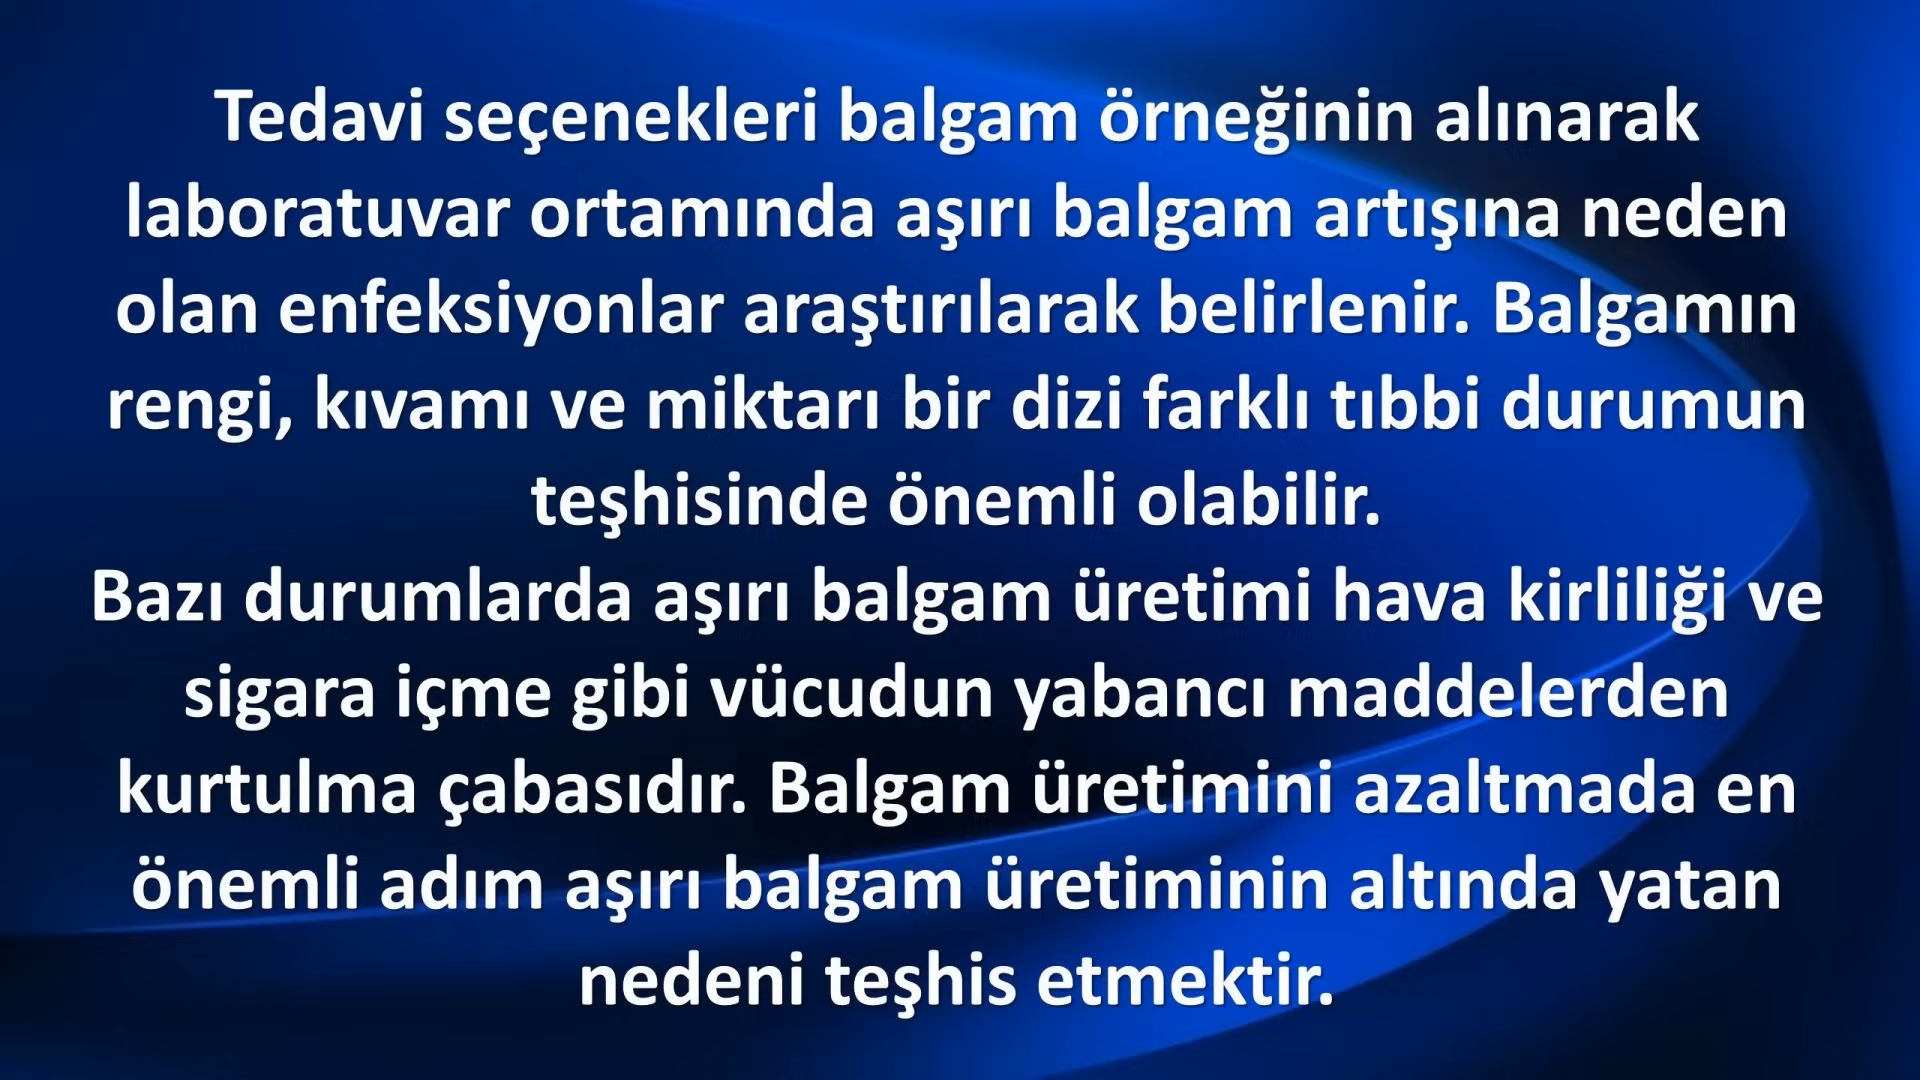 Tedavi seçenekleri balgam örneğinin alınarak
laboratuvar ortamında aşırı balgam artışına neden
olan enfeksiyonlar araştırılarak belirlenir. Balgamın
rengi, kıvamı ve miktarı bir dizi farklı tıbbi durumun
teşhisinde önemli olabilir.
Bazı durumlarda aşırı balgam üretimi hava kirliliği ve
sigara içme gibi vücudun yabancı maddelerden
kurtulma çabasıdır. Balgam üretimini azaltmada en
önemli adım aşırı balgam üretiminin altında yatan
nedeni teşhis etmektir.